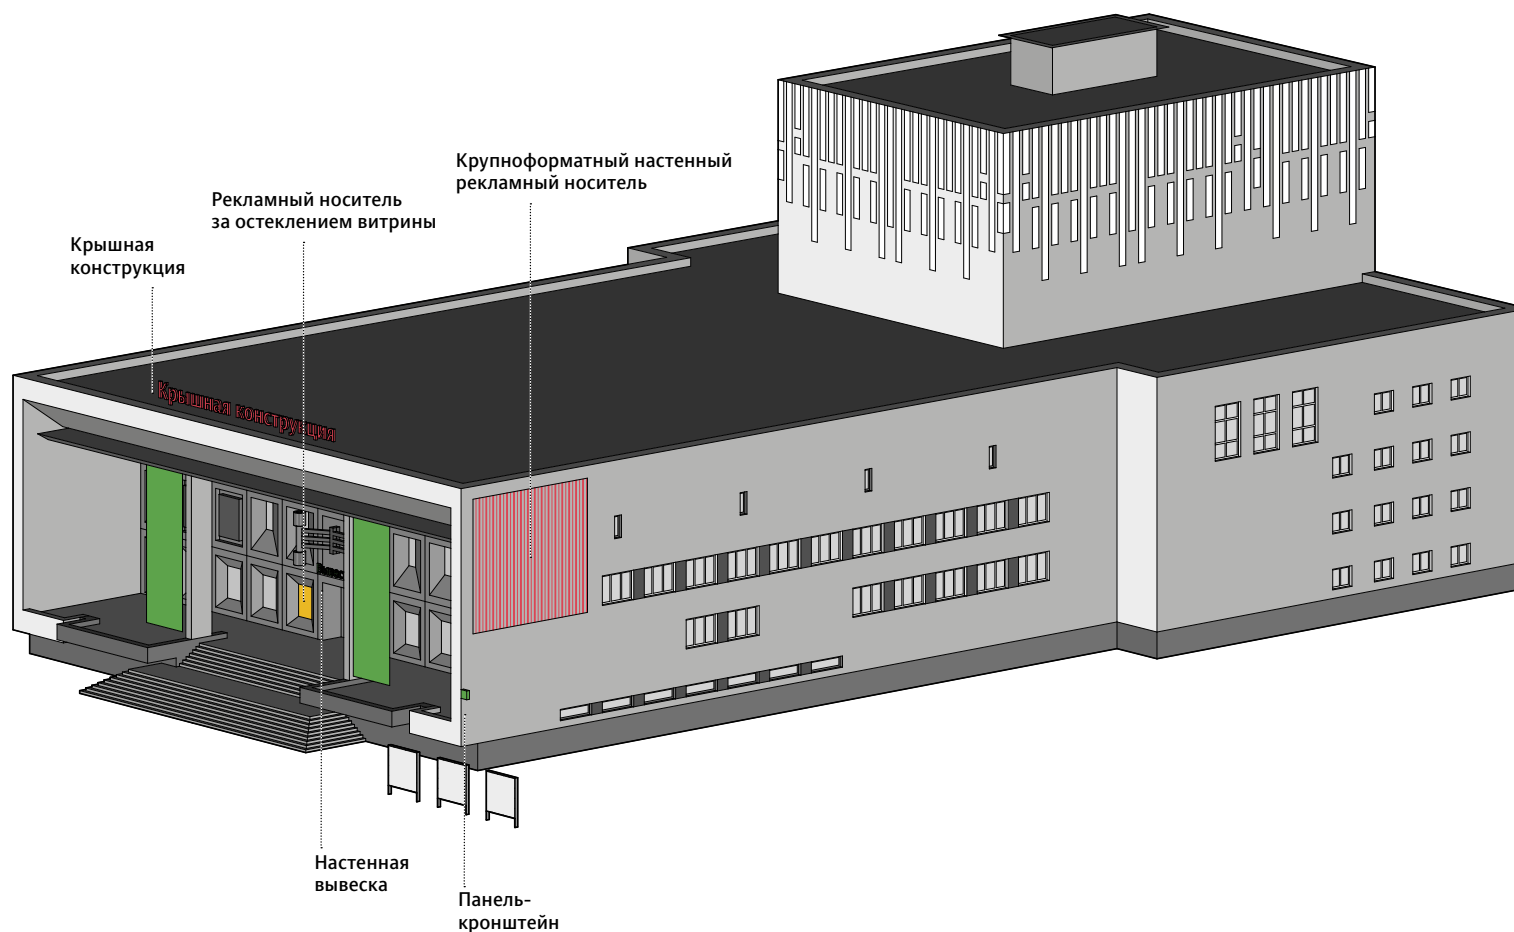 Крупноформатный настенный
рекламный носитель
Рекламный носитель
за остеклением витрины
Крышная
конструкция
Крышная конструкция
Настенная
вывеска
Панель-
кронштейн